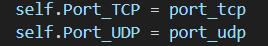 self.Port_TCP = port_tcp
self.Port_UDP = port_udp